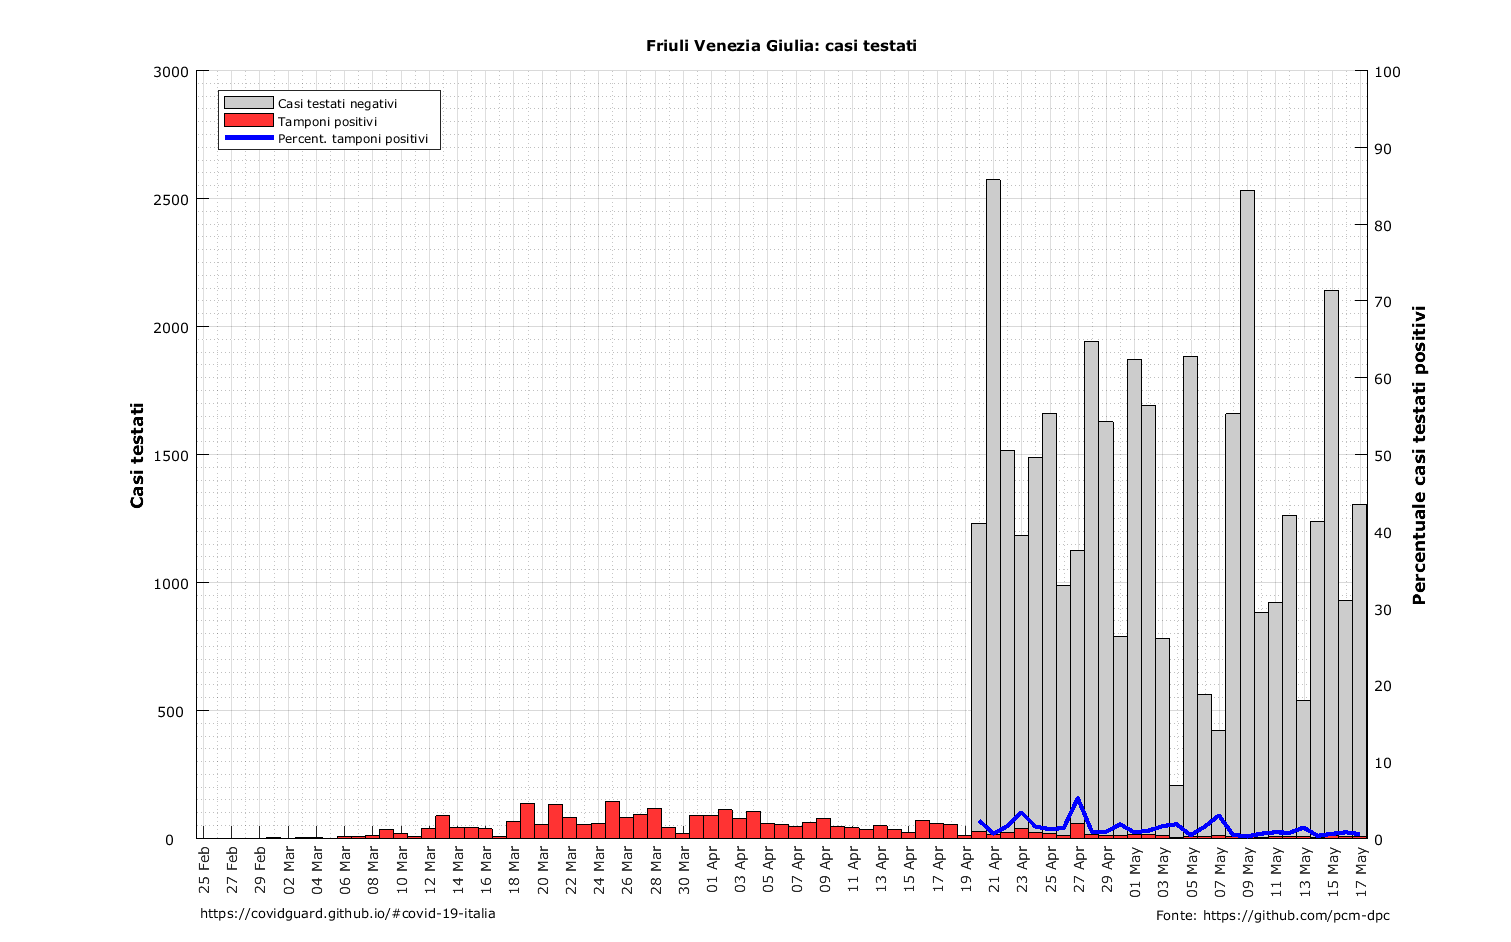 Friuli Venezia Giulia: casi testati
Casi testati negativi
Tamponi positivi
Percent. tamponi positivi
Casi testati
3000
2500
2000
1500
1000
500
0
Percentuale casi testati positivi
100
90
80
70
60
50
40
30
20
10
0
25 Feb
27 Feb
29 Feb
02 Mar
04 Mar
06 Mar
08 Mar
10 Mar
12 Mar
14 Mar
16 Mar
18 Mar
20 Mar
22 Mar
24 Mar
26 Mar
28 Mar
30 Mar
01 Apr
03 Apr
05 Apr
07 Apr
09 Apr
11 Apr
13 Apr
15 Apr
17 Apr
19 Apr
21 Apr
23 Apr
25 Apr
27 Apr
29 Apr
01 May
03 May
05 May
07 May
09 May
11 May
13 May
15 May
17 May
https://covidguard.github.io/#covid-19-italia
Fonte: https://github.com/pcm-dpc